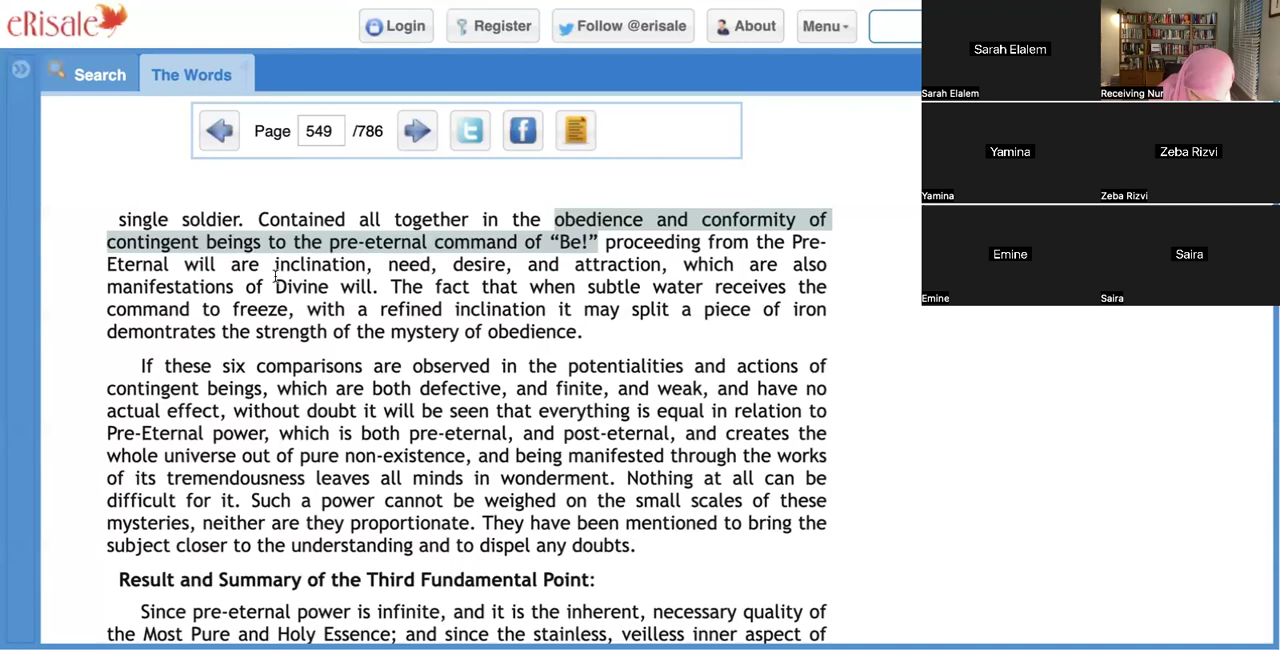 eRisale
Login
Register
Follow @erisale
About
Menu
Search
The Words
Page 549 /786
single soldier. Contained all together in the obedience and conformity of
contingent beings to the pre-eternal command of “Be!” proceeding from the Pre-
Eternal will are inclination, need, desire, and attraction, which are also
manifestations of Divine will. The fact that when subtle water receives the
command to freeze, with a refined inclination it may split a piece of iron
demontrates the strength of the mystery of obedience.
If these six comparisons are observed in the potentialities and actions of
contingent beings, which are both defective, and finite, and weak, and have no
actual effect, without doubt it will be seen that everything is equal in relation to
Pre-Eternal power, which is both pre-eternal, and post-eternal, and creates the
whole universe out of pure non-existence, and being manifested through the works
of its tremendousness leaves all minds in wonderment. Nothing at all can be
difficult for it. Such a power cannot be weighed on the small scales of these
mysteries, neither are they proportionate. They have been mentioned to bring the
subject closer to the understanding and to dispel any doubts.
Result and Summary of the Third Fundamental Point:
Since pre-eternal power is infinite, and it is the inherent, necessary quality of
the Most Pure and Holy Essence; and since the stainless, veilless inner aspect of
Sarah Elalem
Sarah Elalem
Receiving Nur
Yamina
Yamina
Zeba Rizvi
Zeba Rizvi
Emine
Emine
Saira
Saira